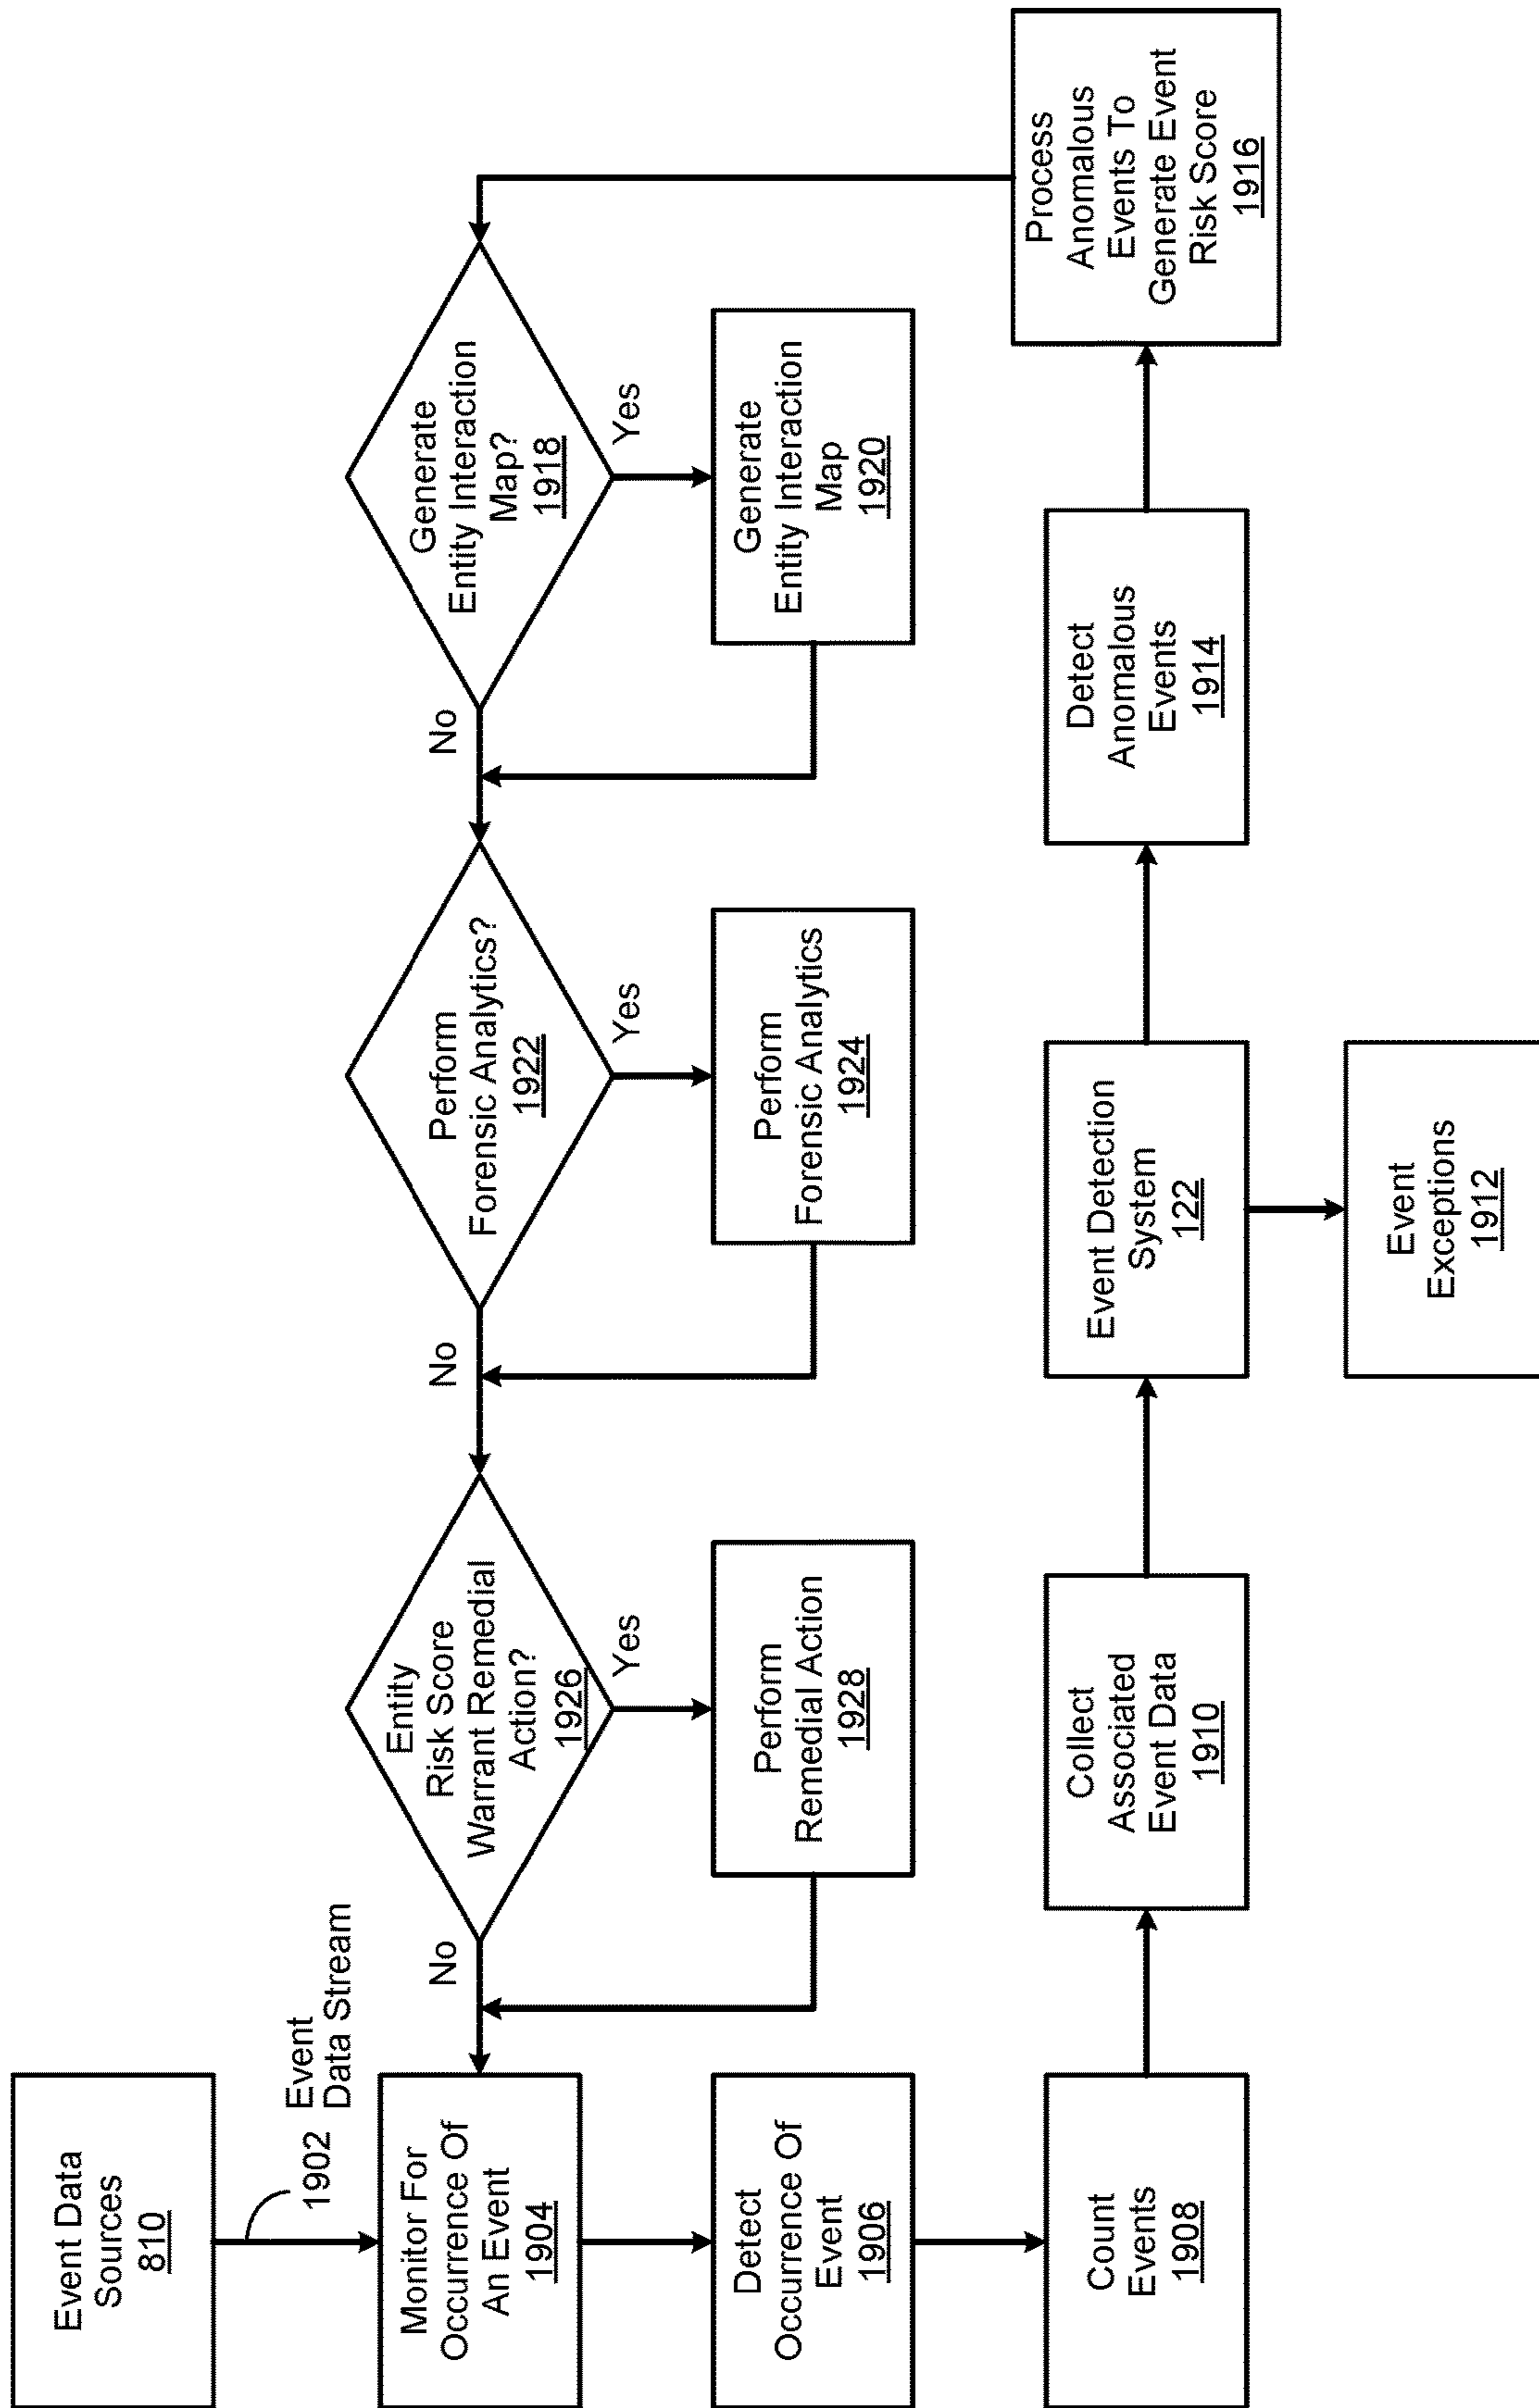 Event Data
Sources
810
1902
Event
Data Stream
Monitor For
Occurrence Of
An Event
1904
No
Entity
Risk Score
Warrant Remedial
Action?
1926
Yes
No
Perform
Forensic Analytics?
1922
Yes
No
Generate
Entity Interaction
Map?
1918
Yes
Detect
Occurrence Of
Event
1906
Perform
Remedial Action
1928
Perform
Forensic Analytics
1924
Generate
Entity Interaction
Map
1920
Count
Events
1908
Collect
Associated
Event Data
1910
Event Detection
System
122
Detect
Anomalous
Events
1914
Process
Anomalous
Events To
Generate Event
Risk Score
1916
Event
Exceptions
1912